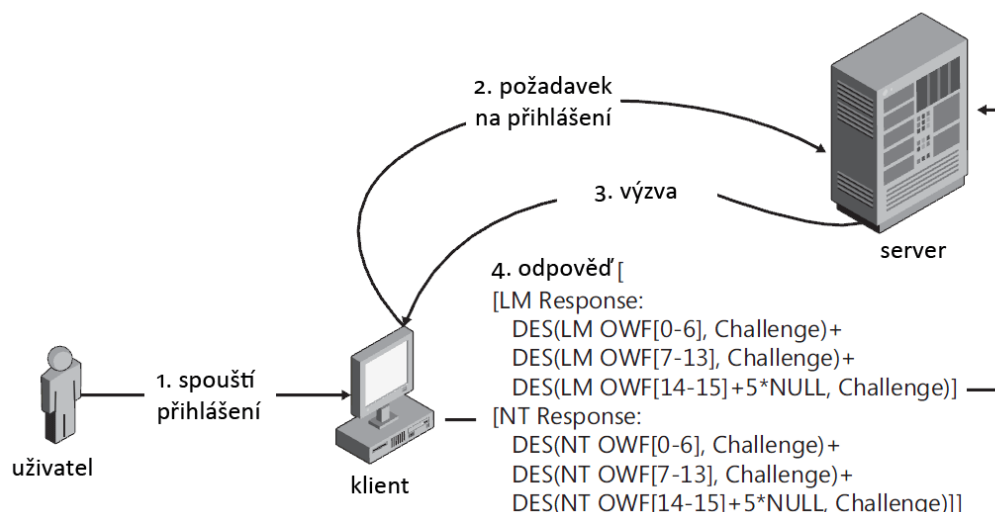 2. požadavek
na přihlášení
3. výzva
server
4. odpověď [
[LM Response:
DES(LM OWF[0-6], Challenge)+
DES(LM OWF[7-13], Challenge)+
DES(LM OWF[14-15]+5*NULL, Challenge)]
1. spouští
přihlášení
[NT Response:
DES(NT OWF[0-6], Challenge)+
DES(NT OWF[7-13], Challenge)+
DES(NT OWF[14-15]+5*NULL, Challenge)]]
uživatel
klient